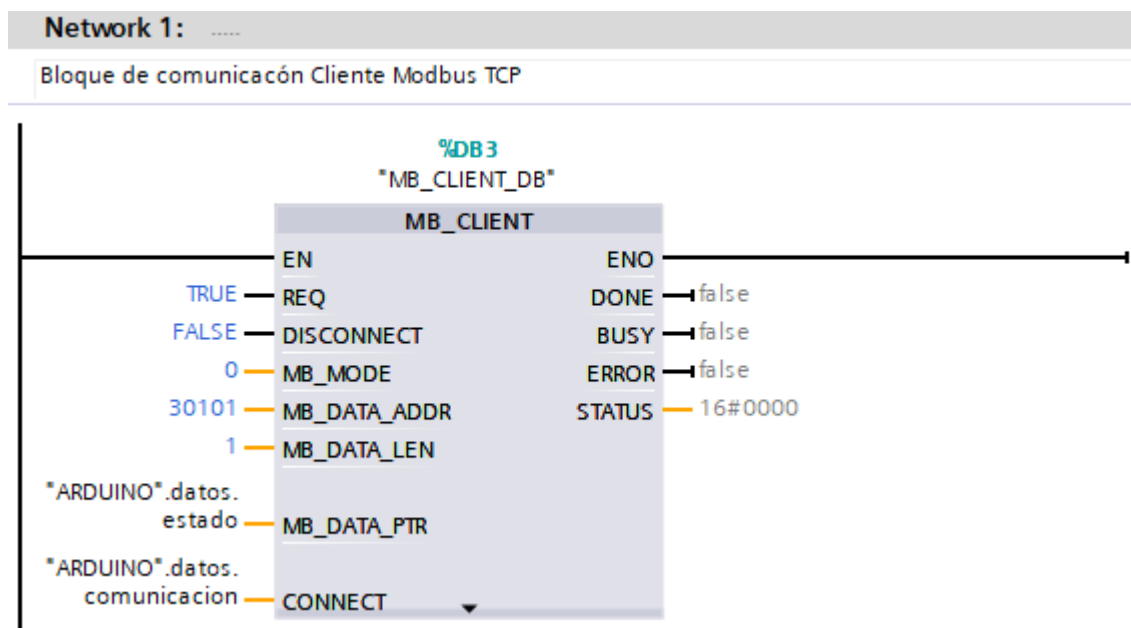 Network 1: .....
Bloque de comunicacón Cliente Modbus TCP
%DB3
"MB_CLIENT_DB"
MB_CLIENT
EN ENO
TRUE REQ DONE false
FALSE DISCONNECT BUSY false
0 MB_MODE ERROR false
30101 MB_DATA_ADDR STATUS 16#0000
1 MB_DATA_LEN
"ARDUINO".datos.
estado MB_DATA_PTR
"ARDUINO".datos.
comunicacion CONNECT